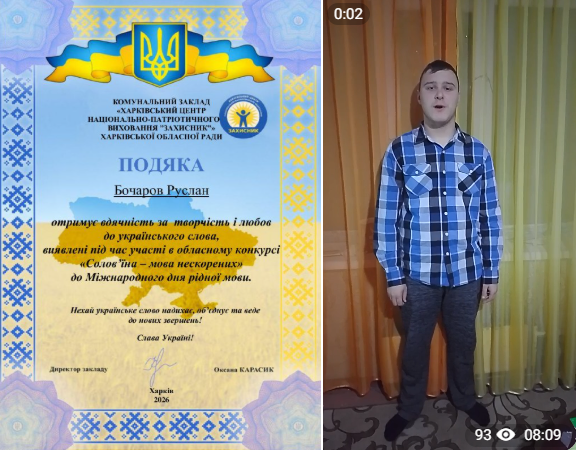 КОМУНАЛЬНИЙ ЗАКЛАД
«ХАРКІВСЬКИЙ ЦЕНТР
НАЦІОНАЛЬНО-ПАТРІОТИЧНОГО
ВИХОВАННЯ "ЗАХИСНИК"»
ХАРКІВСЬКОЇ ОБЛАСНОЇ РАДИ
ЗАХИСНИК
ПОДЯКА
Бочаров Руслан
отримує вдячність за творчість і любов
до українського слова,
виявлені під час участі в обласному конкурсі
«Солов’їна – мова нескорених»
до Міжнародного дня рідної мови.
Нехай українське слово надихає, об’єднує та веде
до нових звершень!
Слава Україні!
Директор закладу
Оксана КАРАСИК
Харків
2026
0:02
93
08:09